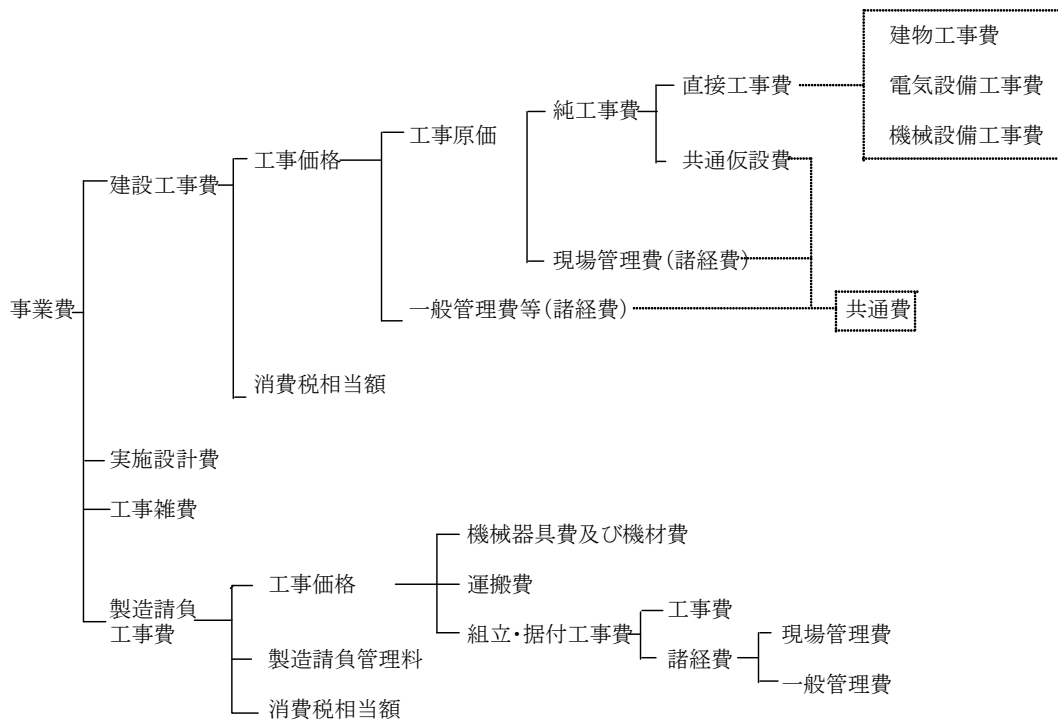 建物工事費
直接工事費
電気設備工事費
純工事費
工事原価
機械設備工事費
工事価格
共通仮設費
建設工事費
現場管理費(諸経費)
事業費
一般管理費等(諸経費)
共通費
消費税相当額
実施設計費
工事雑費
機械器具費及び機材費
工事価格
運搬費
製造請負
工事費
工事費
組立・据付工事費
現場管理費
製造請負管理料
諸経費
一般管理費
消費税相当額